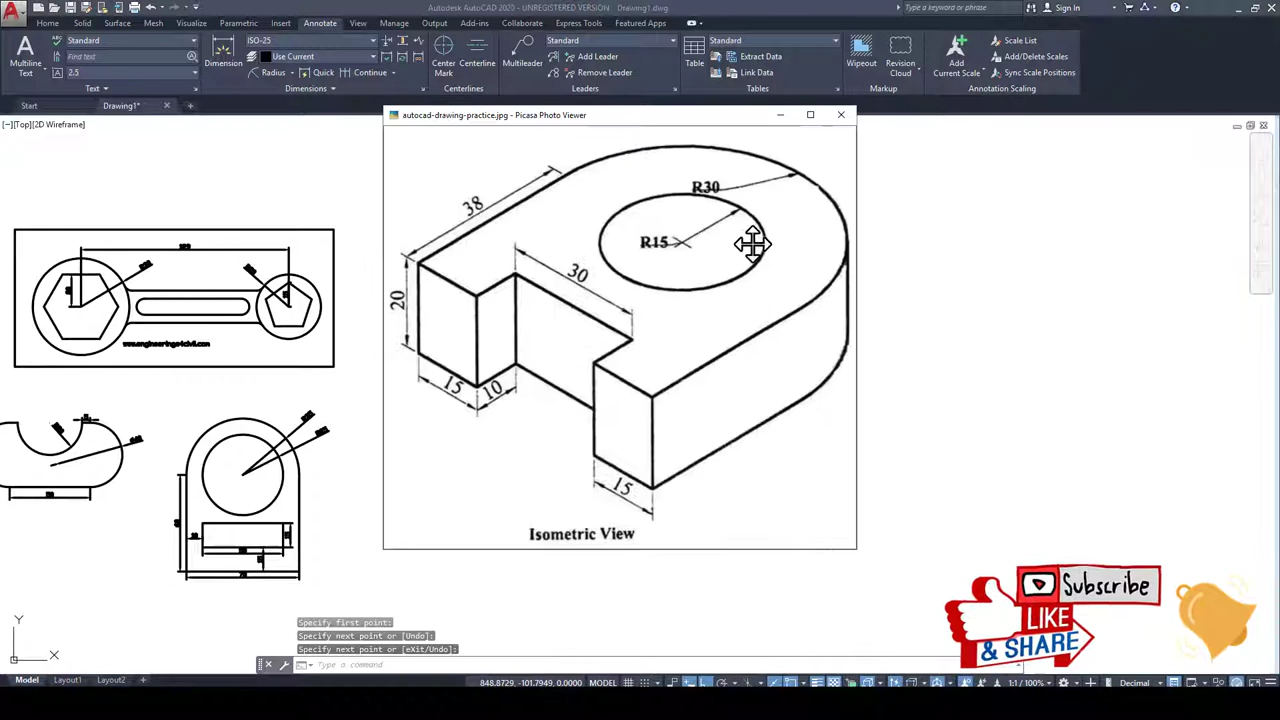 Autodesk AutoCAD 2020 - UNREGISTERED VERSION Drawing1.dwg
Type a keyword or phrase
Sign In
Home Solid Surface Mesh Visualize Parametric Insert Annotate View Manage Output Add-ins Collaborate Express Tools Featured Apps
Multiline Text
Standard
Find text
2.5
Text
Dimension
ISO-25
Use Current
Radius
Quick
Continue
Dimensions
Center Mark
Centerline
Centerlines
Multileader
Standard
Add Leader
Remove Leader
Leaders
Table
Standard
Extract Data
Link Data
Tables
Wipeout
Revision Cloud
Markup
Add Current Scale
Scale List
Add/Delete Scales
Sync Scale Positions
Annotation Scaling
Start
Drawing1*
[−][Top][2D Wireframe]
autocad-drawing-practice.jpg - Picasa Photo Viewer
38
R30
R15
30
20
15
10
15
Isometric View
Y
X
Specify first point:
Specify next point or [Undo]:
Specify next point or [eXit/Undo]:
Type a command
Subscribe
LIKE
& SHARE
Model Layout1 Layout2
848.8729, -101.7949, 0.0000 MODEL
1:1 / 100%
Decimal